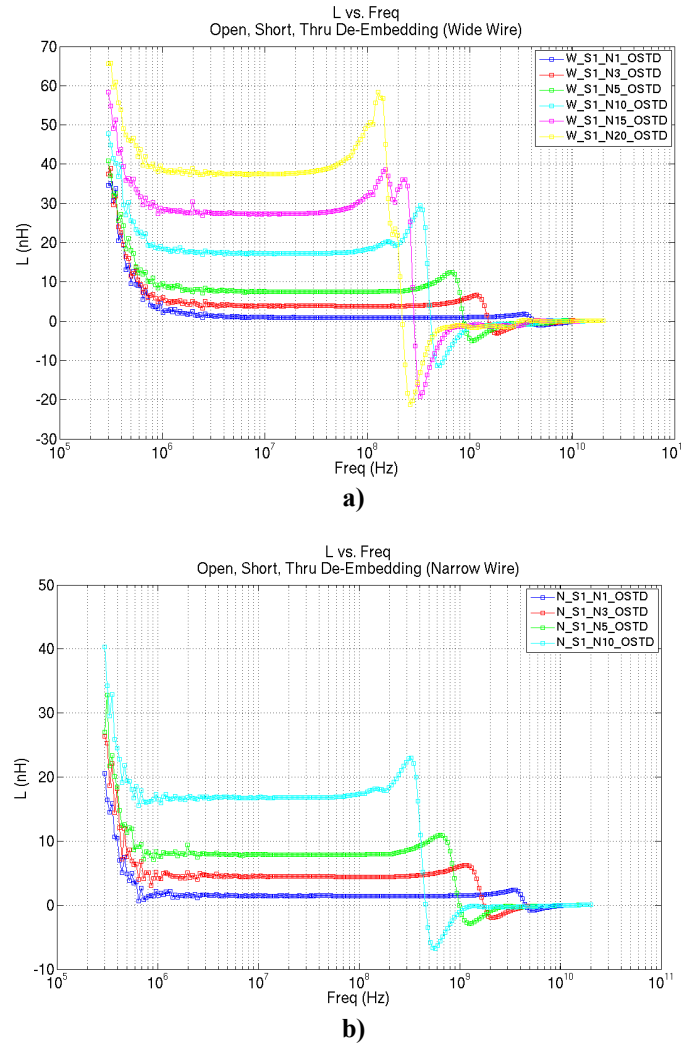 L vs. Freq
Open, Short, Thru De-Embedding (Wide Wire)
70
60
50
40
30
20
10
0
-10
-20
-30
L (nH)
W_S1_N1_OSTD
W_S1_N3_OSTD
W_S1_N5_OSTD
W_S1_N10_OSTD
W_S1_N15_OSTD
W_S1_N20_OSTD
10^5 10^6 10^7 10^8 10^9 10^10
Freq (Hz)
a)
L vs. Freq
Open, Short, Thru De-Embedding (Narrow Wire)
50
40
30
20
10
0
-10
L (nH)
N_S1_N1_OSTD
N_S1_N3_OSTD
N_S1_N5_OSTD
N_S1_N10_OSTD
10^5 10^6 10^7 10^8 10^9 10^10 10^11
Freq (Hz)
b)